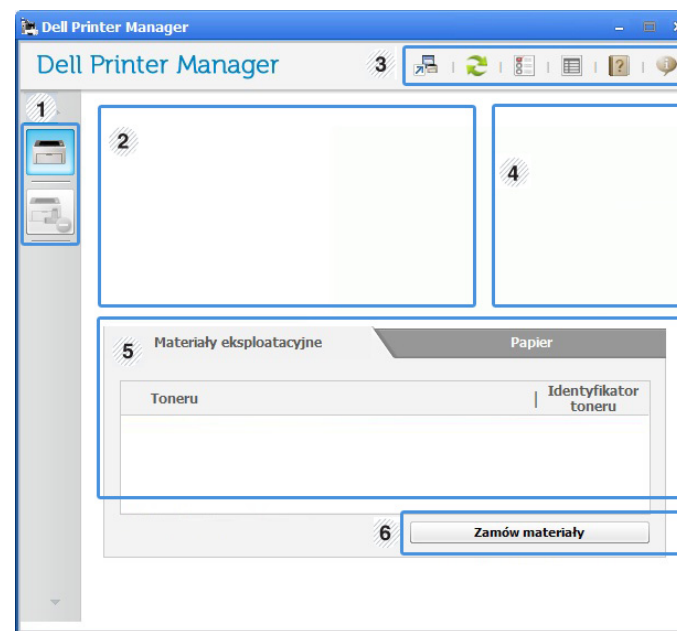 Dell Printer Manager
Dell Printer Manager
3
1
2
4
5
Materiały eksploatacyjne
Papier
Toneru
Identyfikator
toneru
6
Zamów materiały